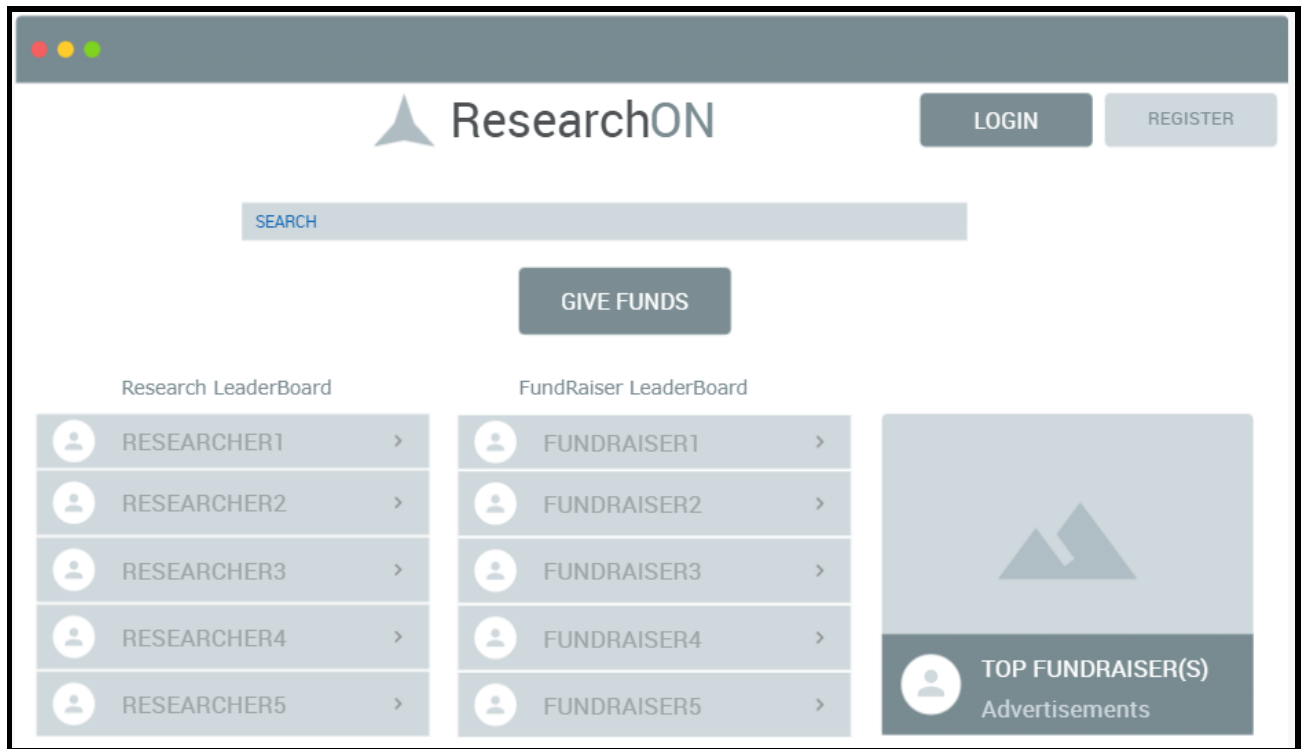 ResearchON
LOGIN
REGISTER
SEARCH
GIVE FUNDS
Research LeaderBoard
RESEARCHER1
RESEARCHER2
RESEARCHER3
RESEARCHER4
RESEARCHER5
FundRaiser LeaderBoard
FUNDRAISER1
FUNDRAISER2
FUNDRAISER3
FUNDRAISER4
FUNDRAISER5
TOP FUNDRAISER(S)
Advertisements